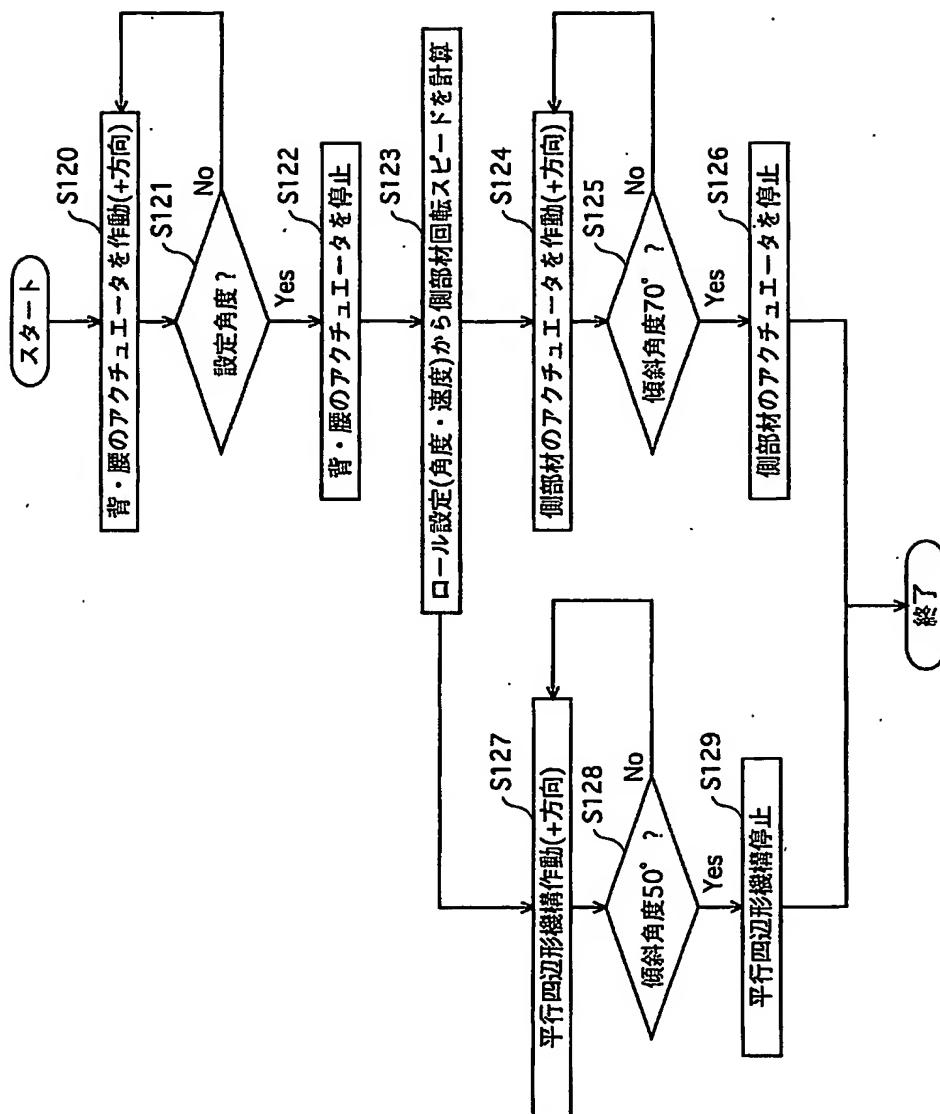 スタート
S120
背・腰のアクチュエータを作動(+方向)
S121
設定角度?
No
Yes
S122
背・腰のアクチュエータを停止
S123
ロール設定(角度・速度)から側部材回転スピードを計算
S124
側部材のアクチュエータを作動(+方向)
S125
傾斜角度70° ?
No
Yes
S126
側部材のアクチュエータを停止
S127
平行四辺形機構作動(+方向)
S128
傾斜角度50° ?
No
Yes
S129
平行四辺形機構停止
終了